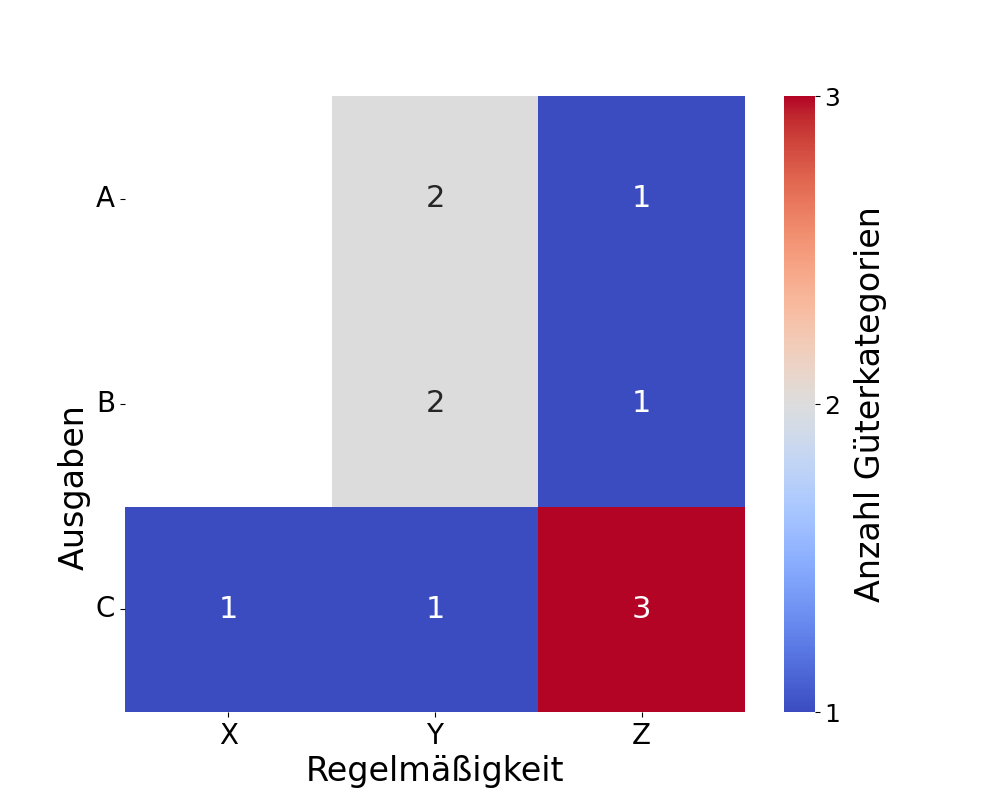 A
2
1
3
B
2
1
2
C
1
1
3
1
X
Y
Z
Ausgaben
Regelmäßigkeit
Anzahl Güterkategorien